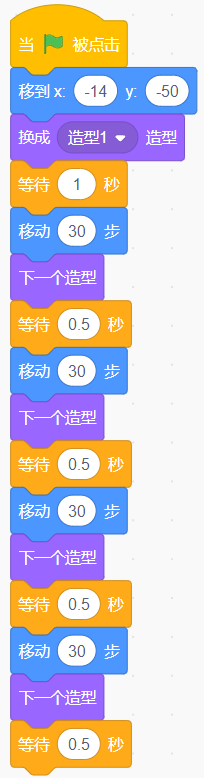 当 被点击
移到 x: -14 y: -50
换成 造型1 造型
等待 1 秒
移动 30 步
下一个造型
等待 0.5 秒
移动 30 步
下一个造型
等待 0.5 秒
移动 30 步
下一个造型
等待 0.5 秒
移动 30 步
下一个造型
等待 0.5 秒